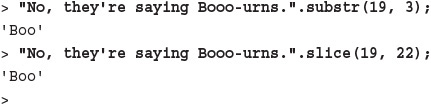 > "No, they're saying Booo-urns.".substr(19, 3);
'Boo'
> "No, they're saying Booo-urns.".slice(19, 22);
'Boo'
>